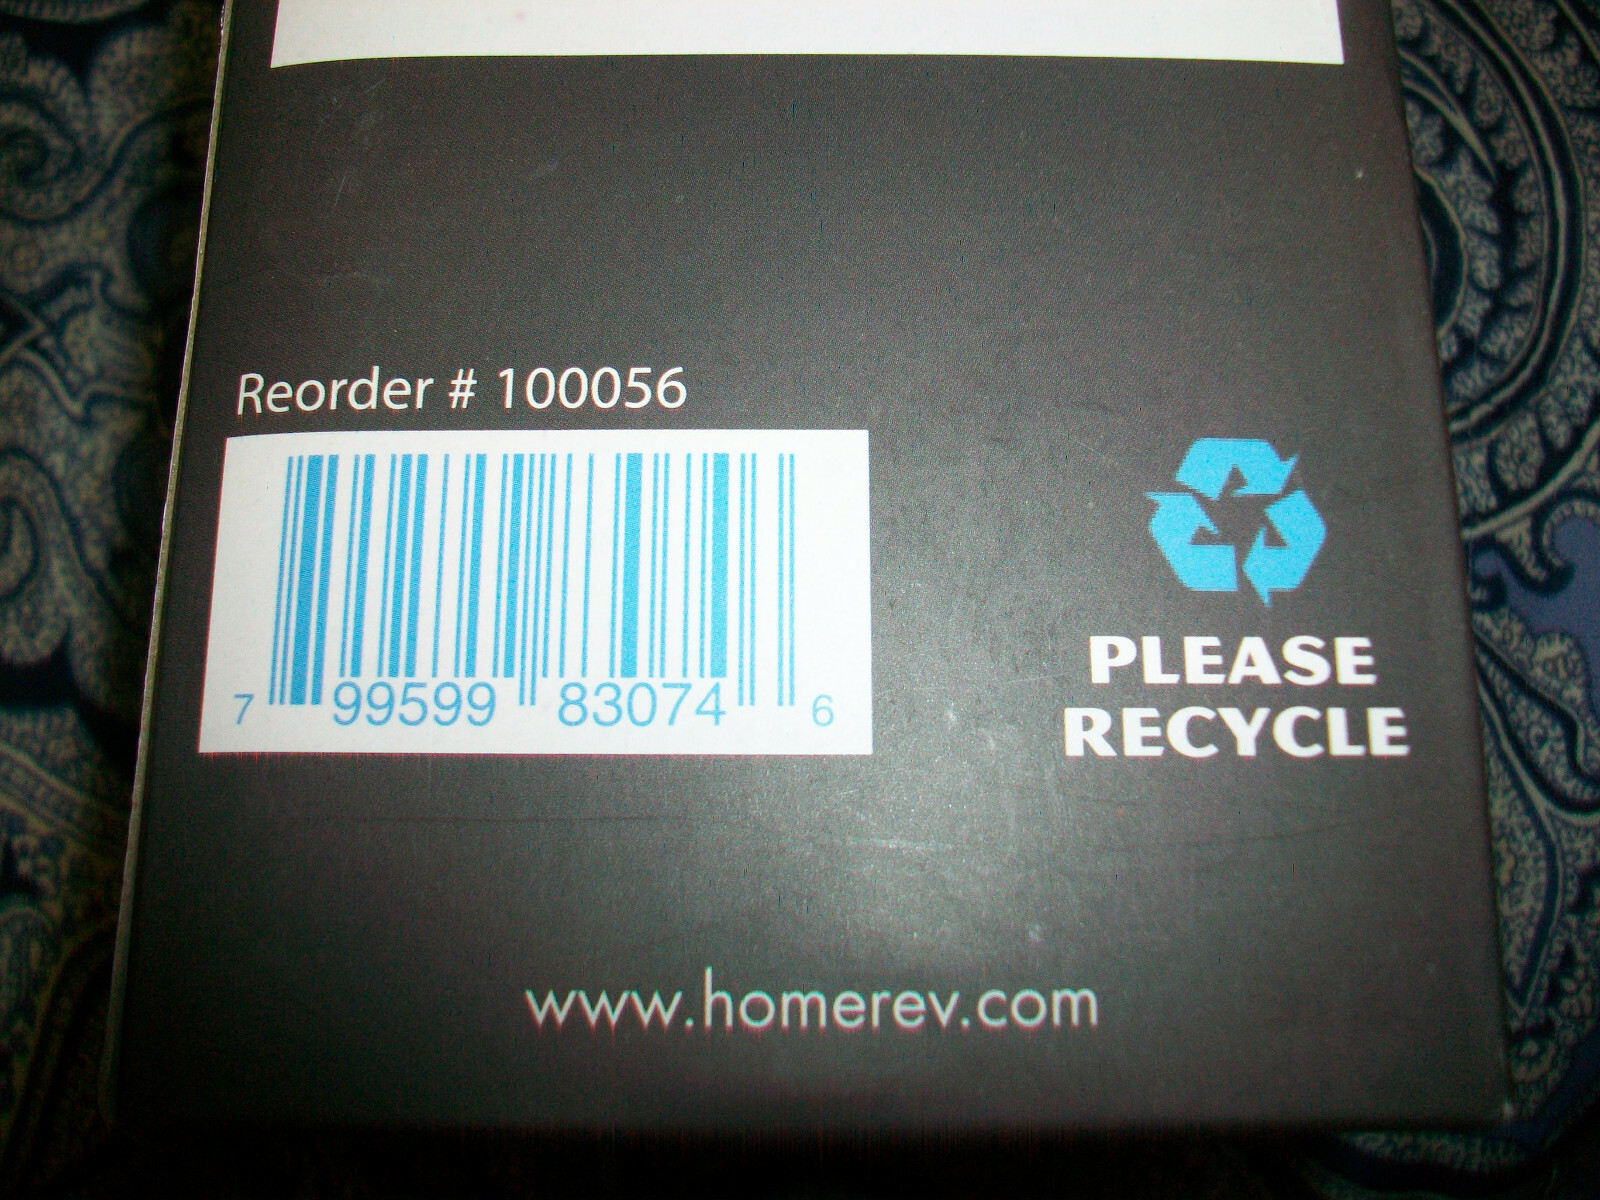 Reorder # 100056
7 99599 83074 6
PLEASE
RECYCLE
www.homerev.com